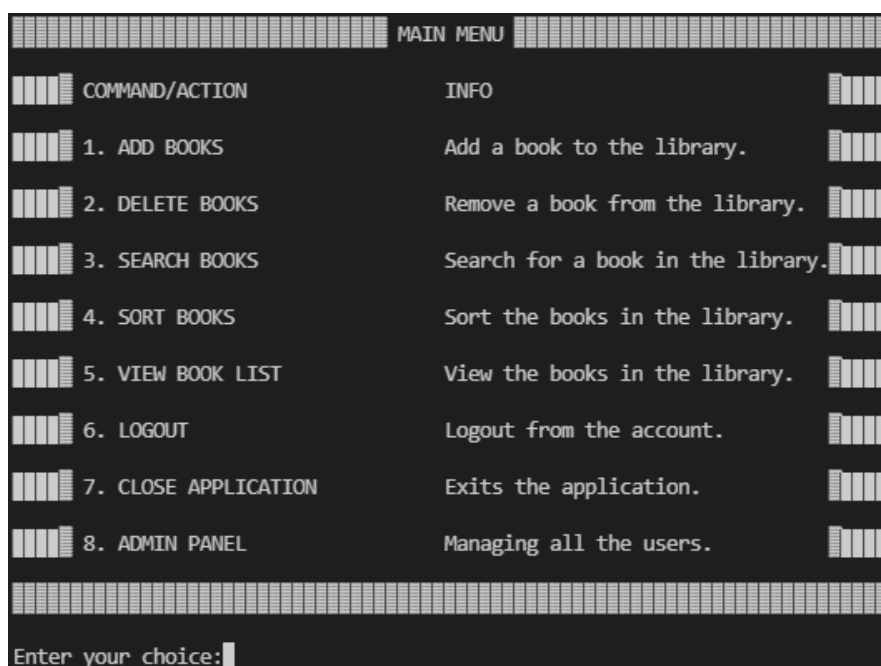 MAIN MENU
COMMAND/ACTION INFO
1. ADD BOOKS Add a book to the library.
2. DELETE BOOKS Remove a book from the library.
3. SEARCH BOOKS Search for a book in the library.
4. SORT BOOKS Sort the books in the library.
5. VIEW BOOK LIST View the books in the library.
6. LOGOUT Logout from the account.
7. CLOSE APPLICATION Exits the application.
8. ADMIN PANEL Managing all the users.
Enter your choice: